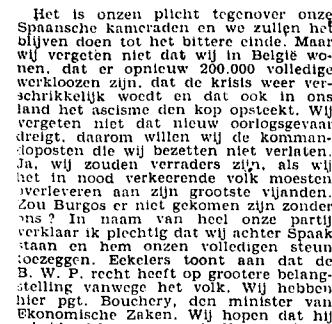 Het is onzen plicht tegenover onze
Spaansche kameraden en we zullen het
blijven doen tot het bittere einde. Maar
wij vergeten niet dat wij in België wo-
nen, dat er opnieuw 200.000 volledige
werkloozen zijn, dat de krisis weer ver-
schrikkelijk woedt en dat ook in ons
land het ascisme den kop opsteekt. Wij
vergeten niet dat nieuw oorlogsgevaar
dreigt, daarom willen wij de komman-
doposten die wij bezetten niet verlaten.
Ja, wij zouden verraders zijn, als wij
het in nood verkeerende volk moesten
overleveren aan zijn grootste vijanden.
Zou Burgos er niet gekomen zijn zonder
ons ? In naam van heel onze partij
verklaar ik plechtig dat wij achter Spaak
staan en hem onzen volledigen steun
toezeggen. Eekelers toont aan dat de
B. W. P. recht heeft op grootere belang-
stelling vanwege het volk. Wij hebben
hier pgt. Bouchery, den minister van
Ekonomische Zaken. Wij hopen dat hij